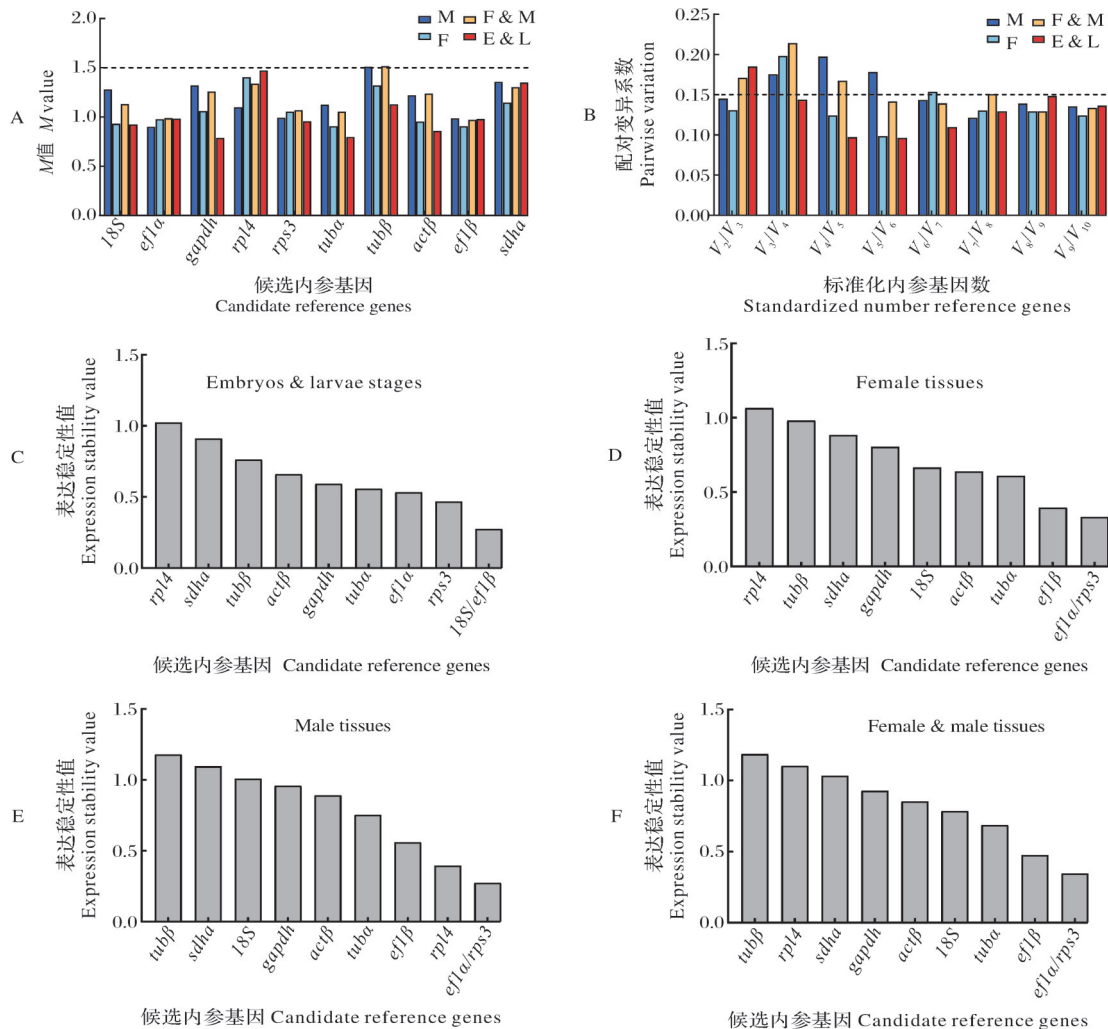 A
M值 M value
2.0
1.5
1.0
0.5
0.0
M
F & M
F
E & L
18S
ef1α
gapdh
rpl4
rps3
tubα
tubβ
actβ
ef1β
sdha
候选内参基因
Candidate reference genes
B
配对变异系数
Pairwise variation
0.25
0.20
0.15
0.10
0.05
0.00
M
F & M
F
E & L
V2/V3
V3/V4
V4/V5
V5/V6
V6/V7
V7/V8
V8/V9
V9/V10
标准化内参基因数
Standardized number reference genes
C
表达稳定性值
Expression stability value
1.5
1.0
0.5
0.0
Embryos & larvae stages
rpl4
sdha
tubβ
actβ
gapdh
tubα
ef1α
rps3
18S/ef1β
候选内参基因 Candidate reference genes
D
表达稳定性值
Expression stability value
1.5
1.0
0.5
0.0
Female tissues
rpl4
tubβ
sdha
gapdh
18S
actβ
tubα
ef1β
ef1α/rps3
候选内参基因 Candidate reference genes
E
表达稳定性值
Expression stability value
1.5
1.0
0.5
0.0
Male tissues
tubβ
sdha
18S
gapdh
actβ
tubα
ef1β
rpl4
ef1α/rps3
候选内参基因 Candidate reference genes
F
表达稳定性值
Expression stability value
1.5
1.0
0.5
0.0
Female & male tissues
tubβ
rpl4
sdha
gapdh
actβ
18S
tubα
ef1β
ef1α/rps3
候选内参基因 Candidate reference genes